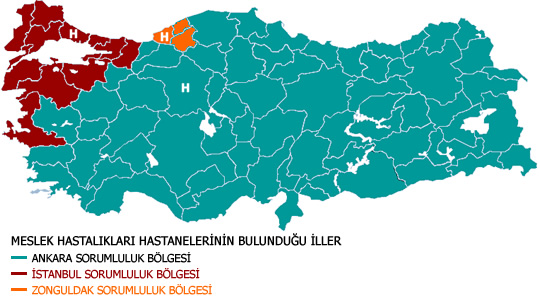 H
H
H
MESLEK HASTALIKLARI HASTANELERİNİN BULUNDUĞU İLLER
ANKARA SORUMLULUK BÖLGESİ
İSTANBUL SORUMLULUK BÖLGESİ
ZONGULDAK SORUMLULUK BÖLGESİ